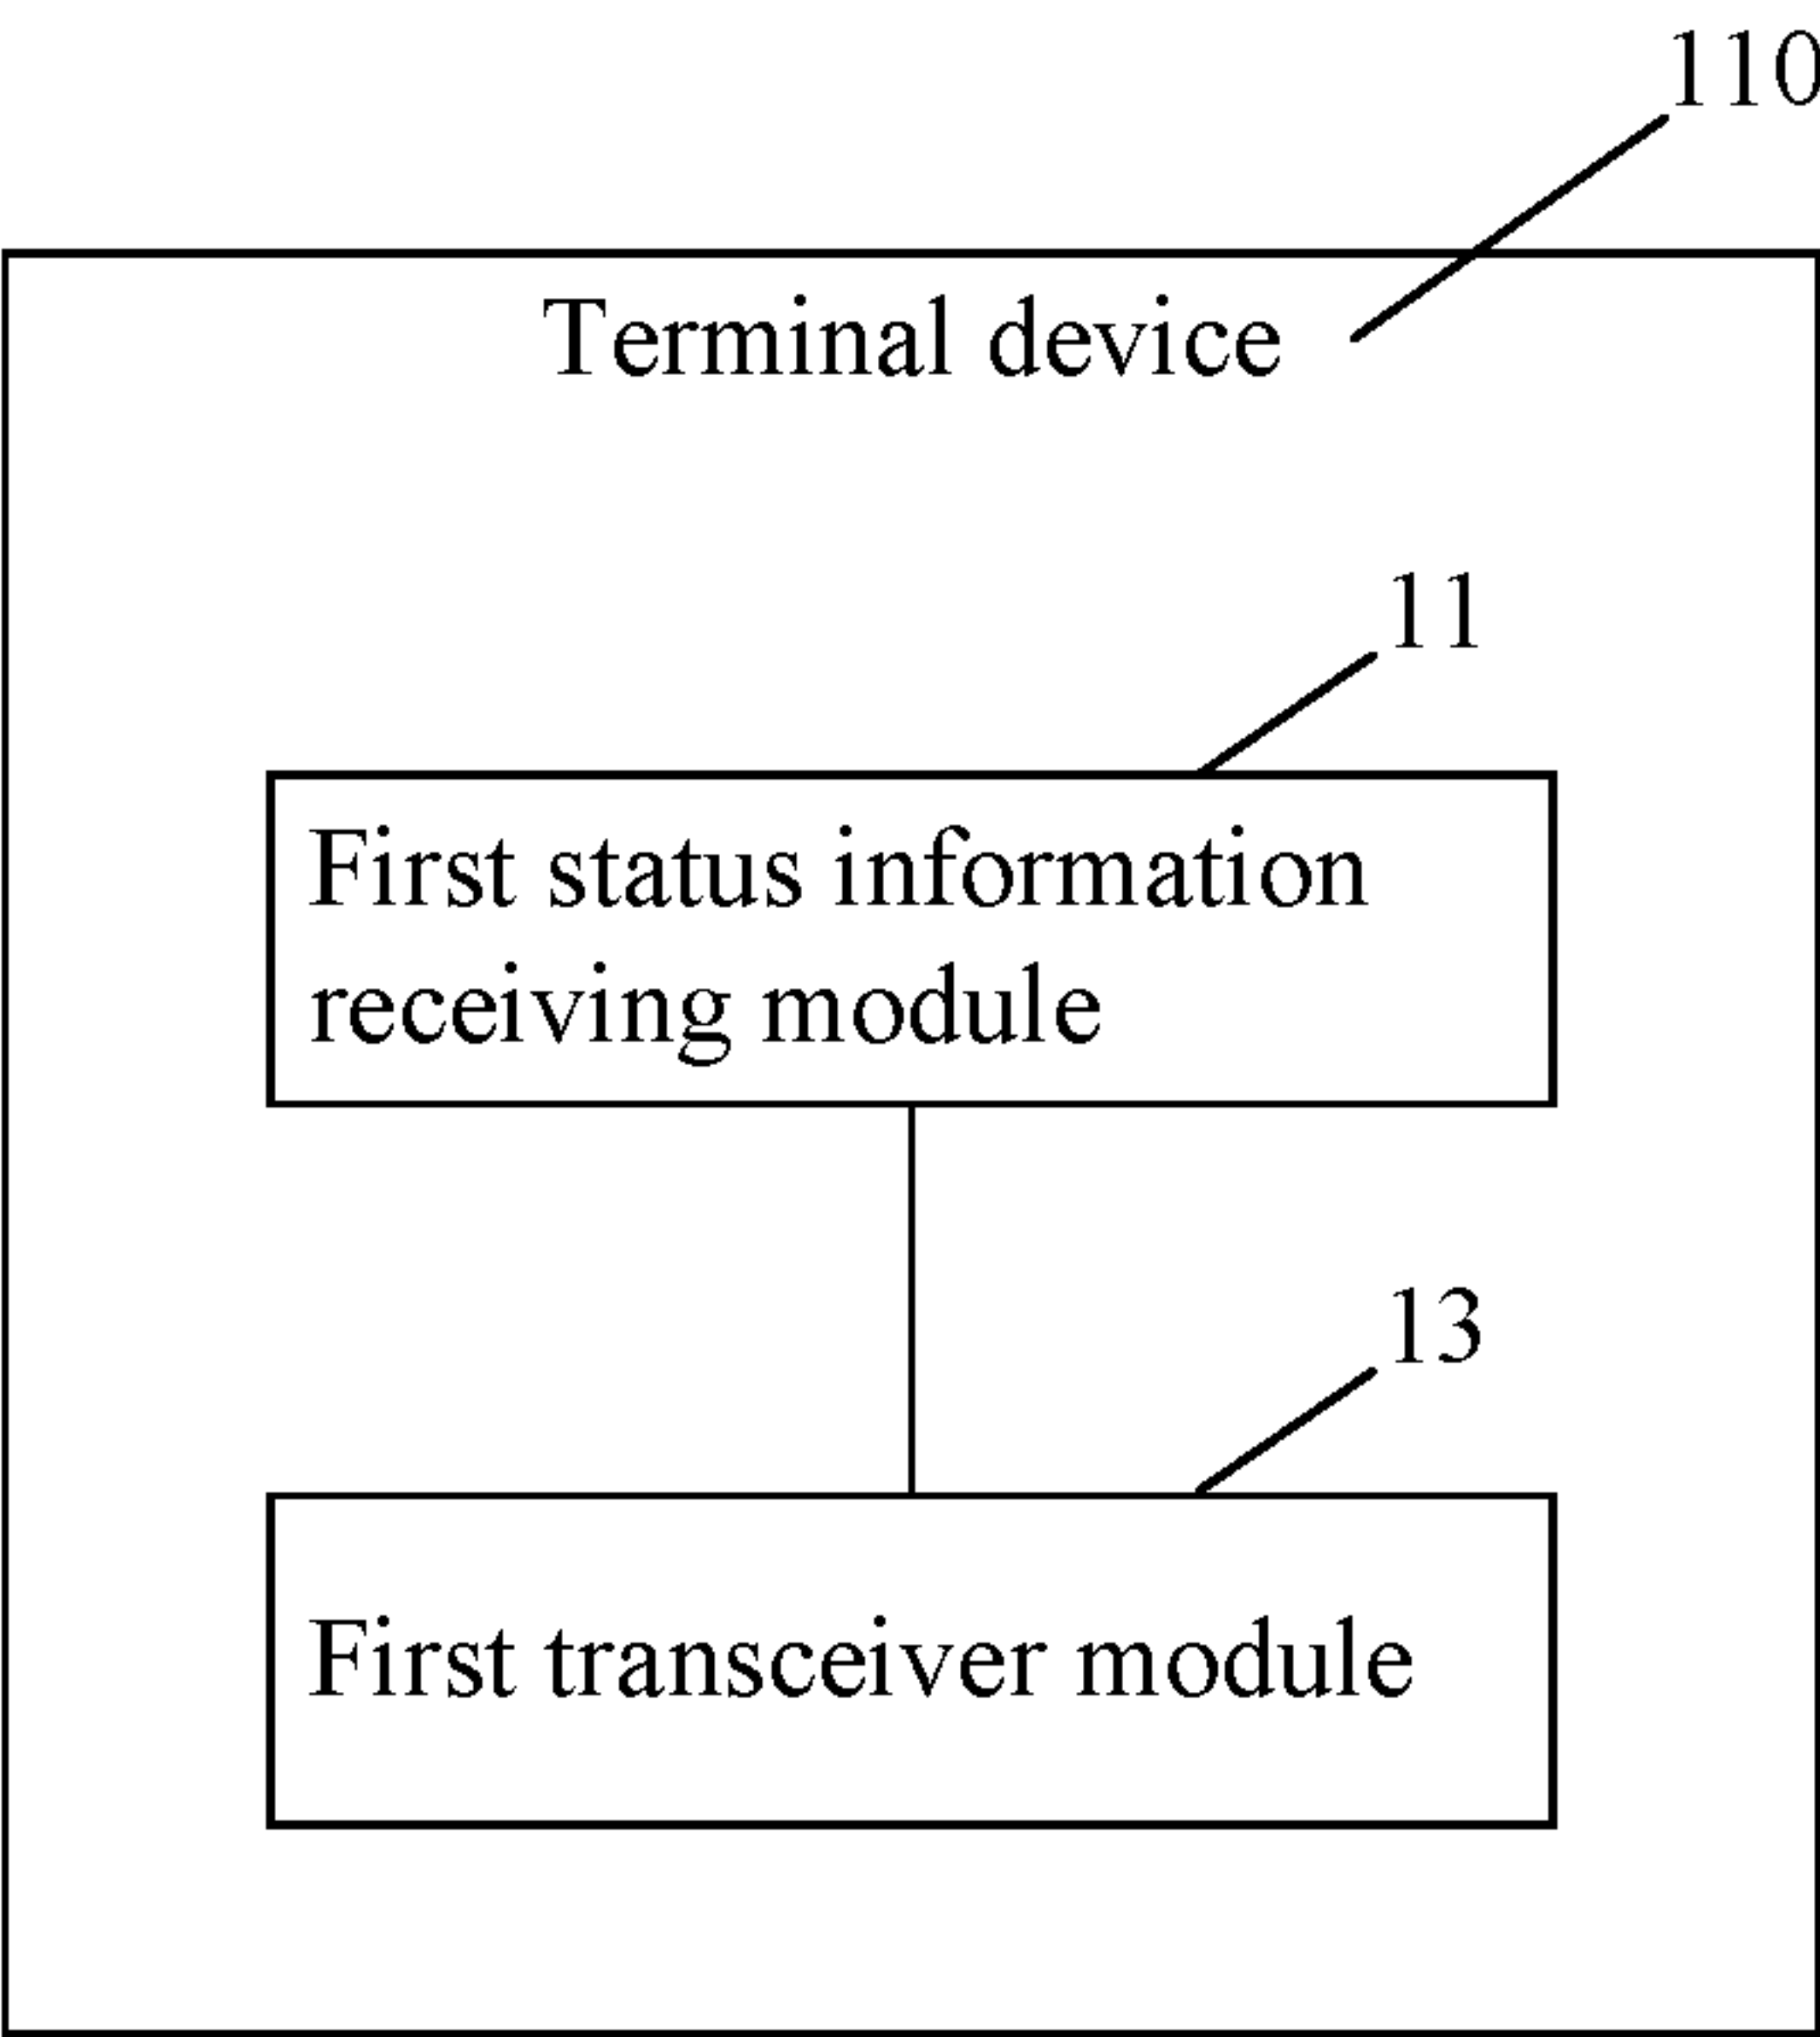 110
Terminal device
11
First status information
receiving module
13
First transceiver module